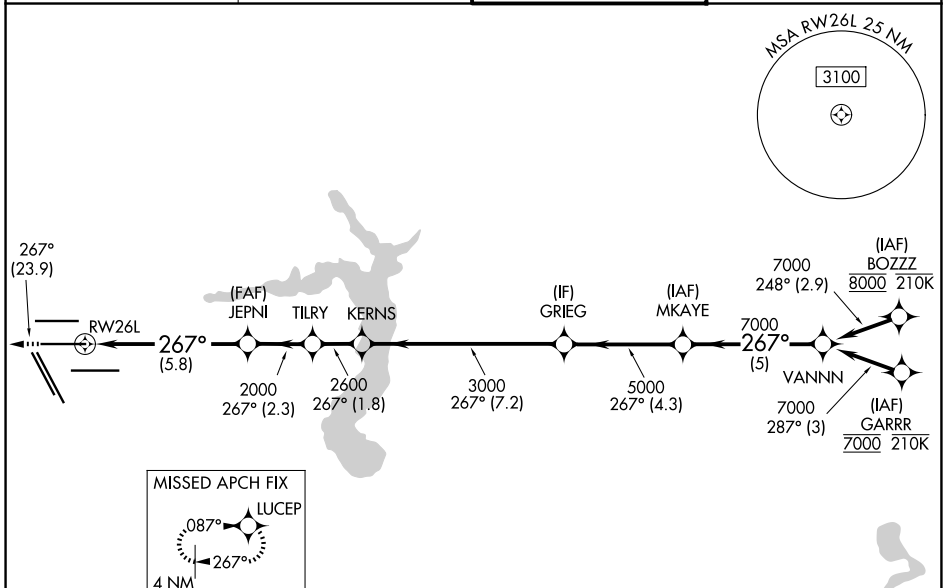 MSA RW26L 25 NM
3100
267°
(23.9)
RW26L
267°
(5.8)
(FAF)
JEPNI
TILRY
KERNS
2000
267° (2.3)
2600
267° (1.8)
3000
267° (7.2)
(IF)
GRIEG
5000
267° (4.3)
(IAF)
MKAYE
7000
267°
(5)
VANNN
7000
248° (2.9)
(IAF)
BOZZZ
8000 210K
7000
287° (3)
(IAF)
GARRR
7000 210K
MISSED APCH FIX
LUCEP
087°
267°
4 NM